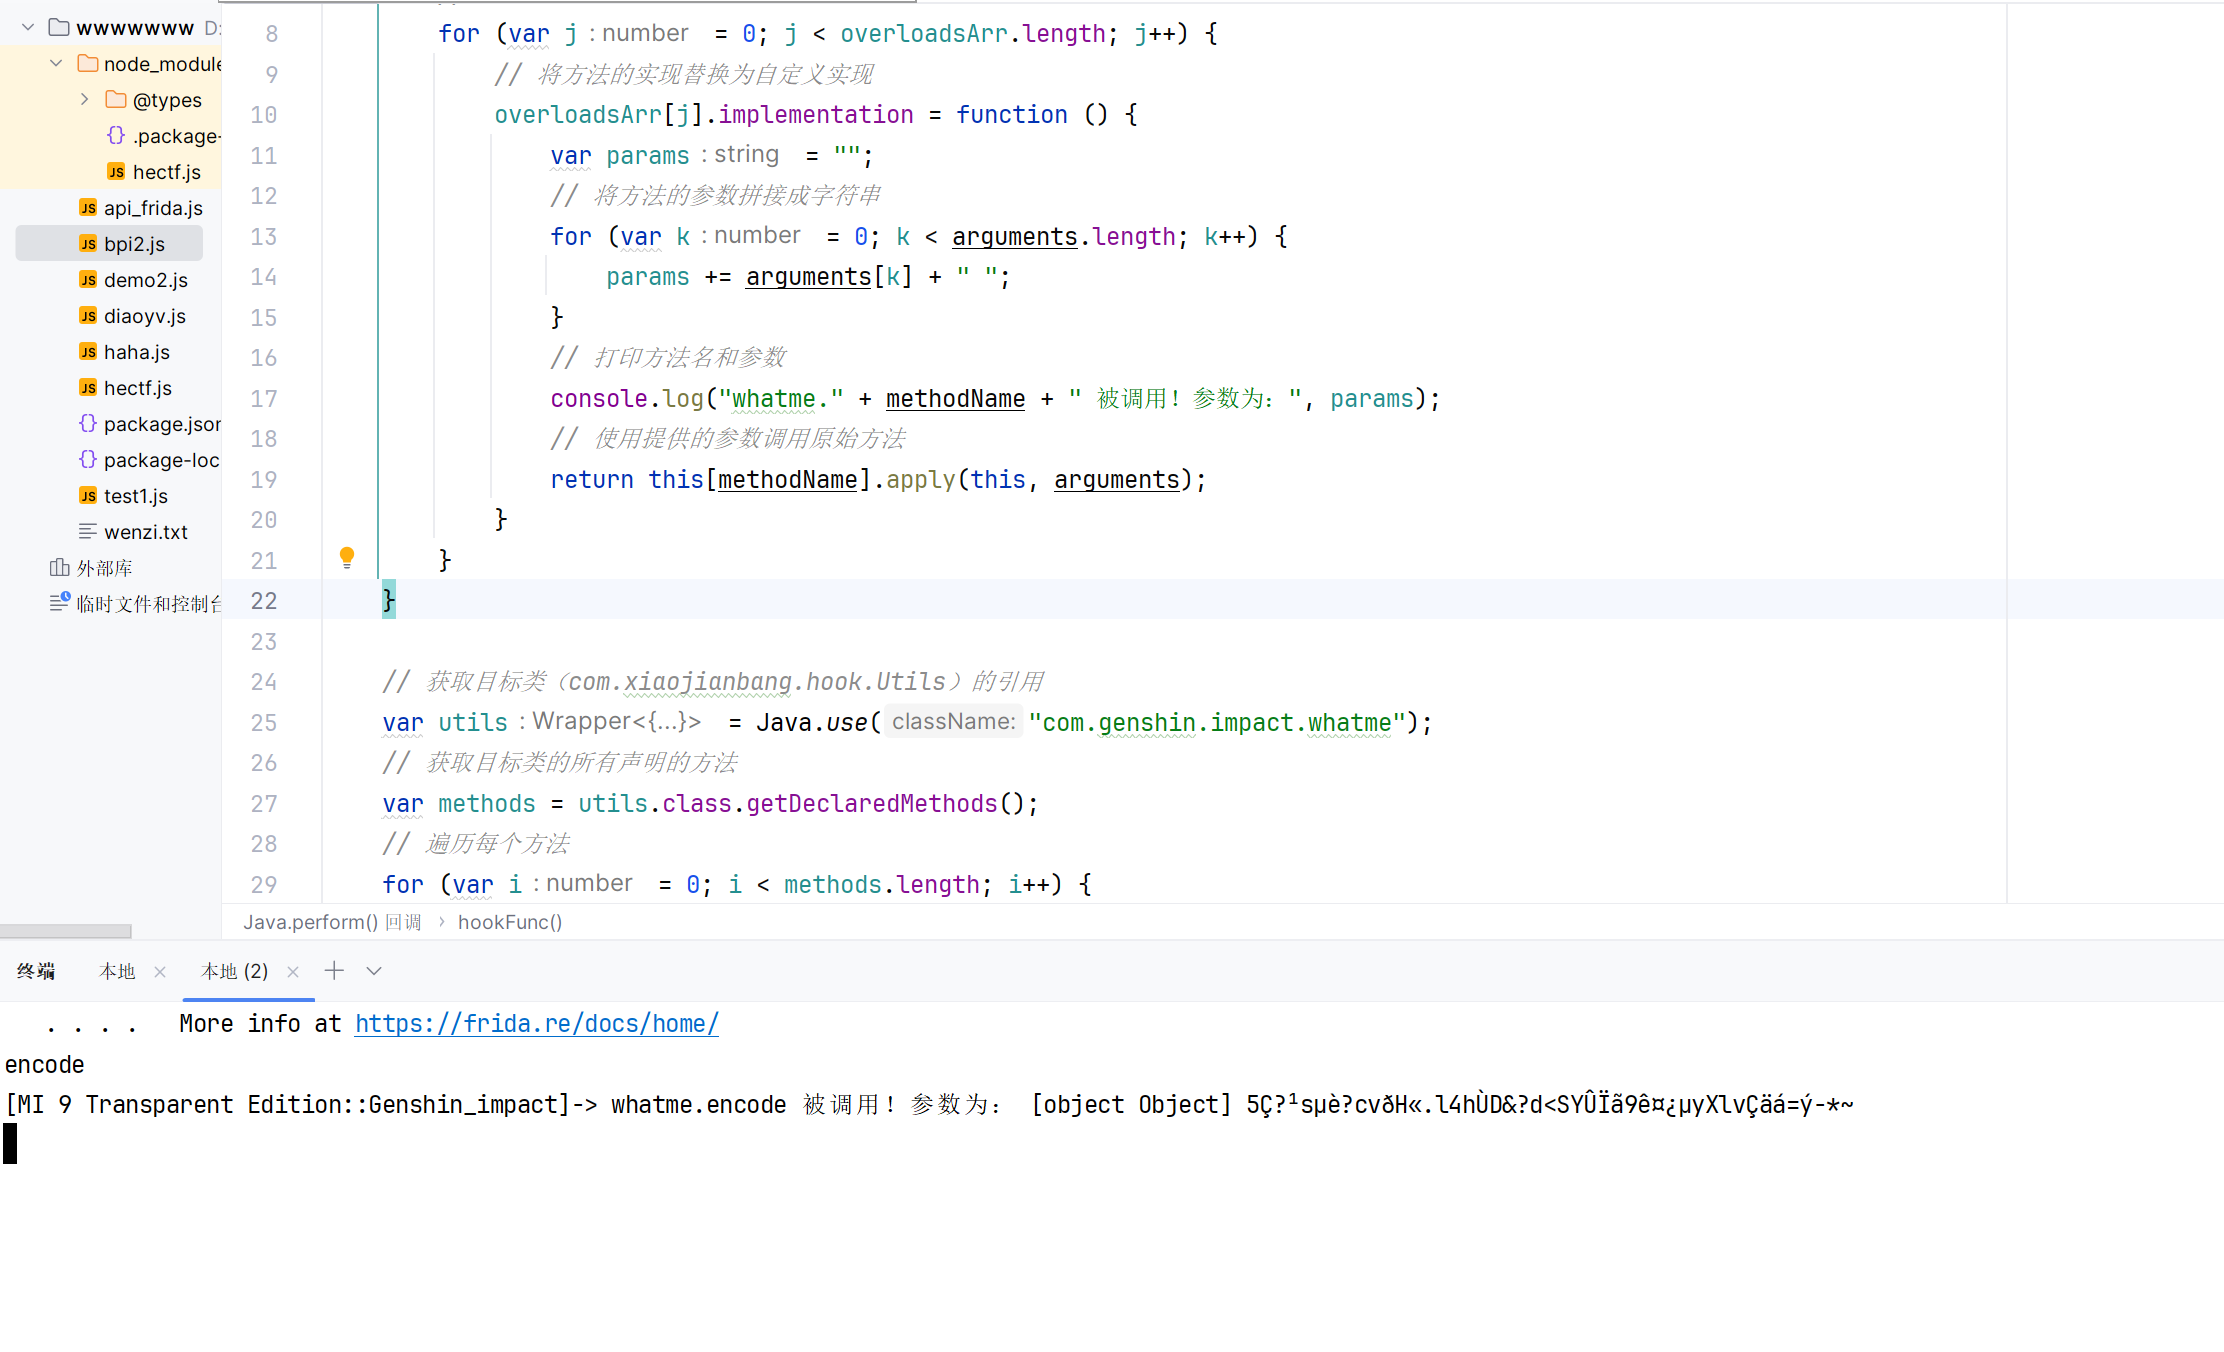 wwwwwww D:
node_module
@types
.package-
hectf.js
api_frida.js
bpi2.js
demo2.js
diaoyv.js
haha.js
hectf.js
package.jsor
package-loc
test1.js
wenzi.txt
外部库
临时文件和控制台
8 for (var j : number = 0; j < overloadsArr.length; j++) {
9 // 将方法的实现替换为自定义实现
10 overloadsArr[j].implementation = function () {
11 var params : string = "";
12 // 将方法的参数拼接成字符串
13 for (var k : number = 0; k < arguments.length; k++) {
14 params += arguments[k] + " ";
15 }
16 // 打印方法名和参数
17 console.log("whatme." + methodName + " 被调用！参数为：", params);
18 // 使用提供的参数调用原始方法
19 return this[methodName].apply(this, arguments);
20 }
21 }
22 }
23
24 // 获取目标类（com.xiaojianbang.hook.Utils）的引用
25 var utils : Wrapper<{...}> = Java.use( className: "com.genshin.impact.whatme");
26 // 获取目标类的所有声明的方法
27 var methods = utils.class.getDeclaredMethods();
28 // 遍历每个方法
29 for (var i : number = 0; i < methods.length; i++) {
Java.perform() 回调 › hookFunc()
终端 本地 × 本地 (2) ×
. . . . More info at https://frida.re/docs/home/
encode
[MI 9 Transparent Edition::Genshin_impact]-> whatme.encode 被调用！参数为： [object Object] 5Ç?¹sµè?cvðH«.l4hÙD&?d<SYÛÏã9ê¤¿µyXlvÇäá=ý-*~